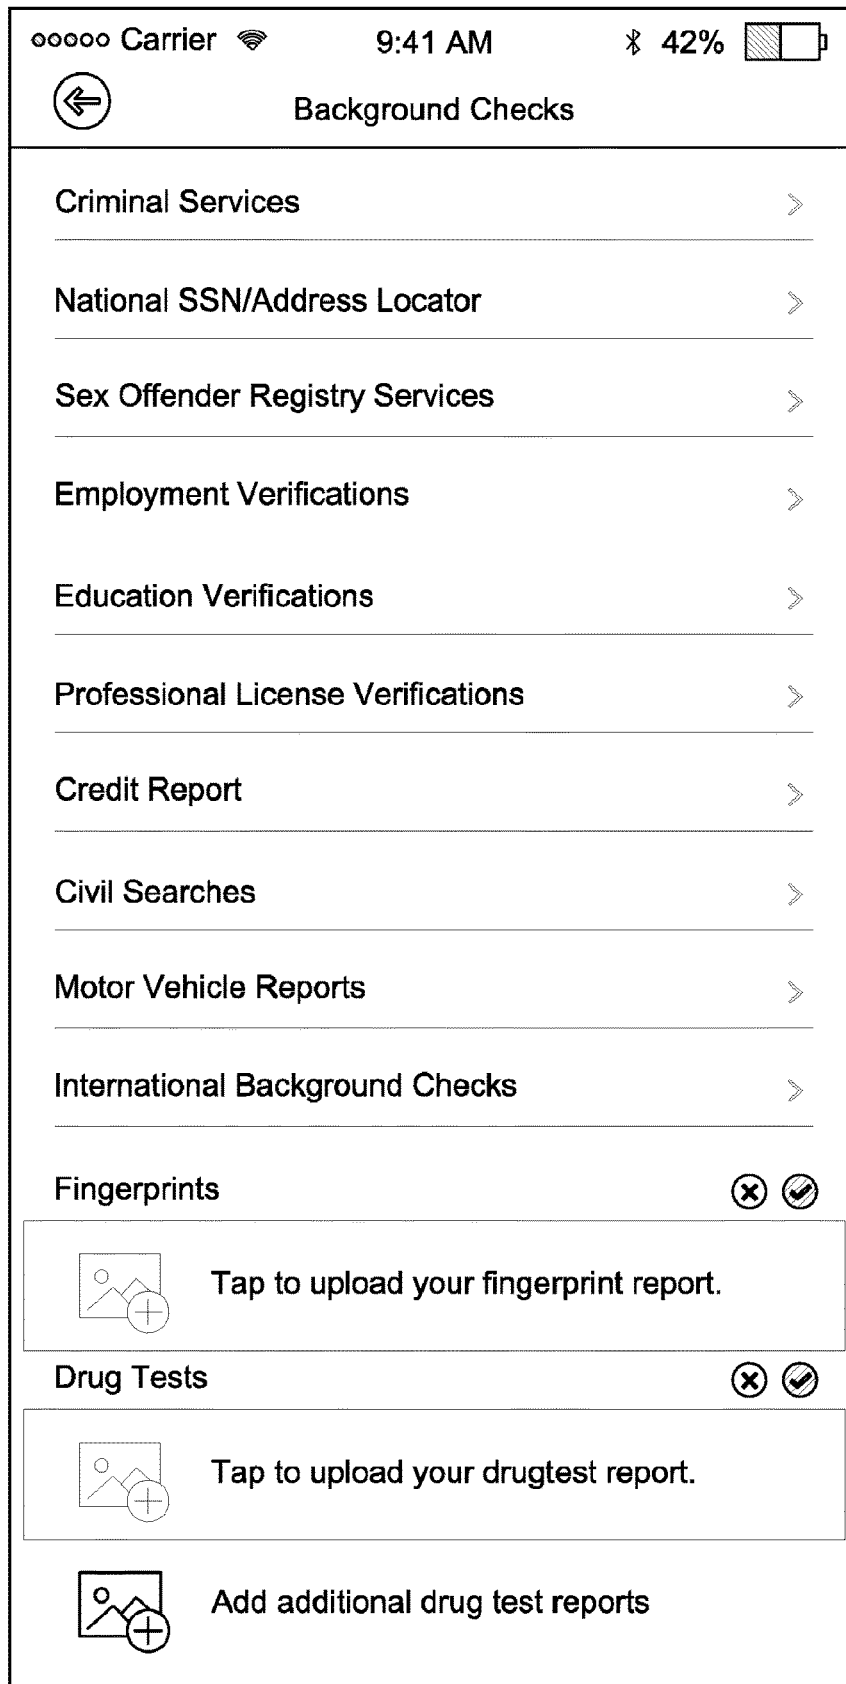 Carrier 9:41 AM 42%
Background Checks
Criminal Services
National SSN/Address Locator
Sex Offender Registry Services
Employment Verifications
Education Verifications
Professional License Verifications
Credit Report
Civil Searches
Motor Vehicle Reports
International Background Checks
Fingerprints
Tap to upload your fingerprint report.
Drug Tests
Tap to upload your drugtest report.
Add additional drug test reports